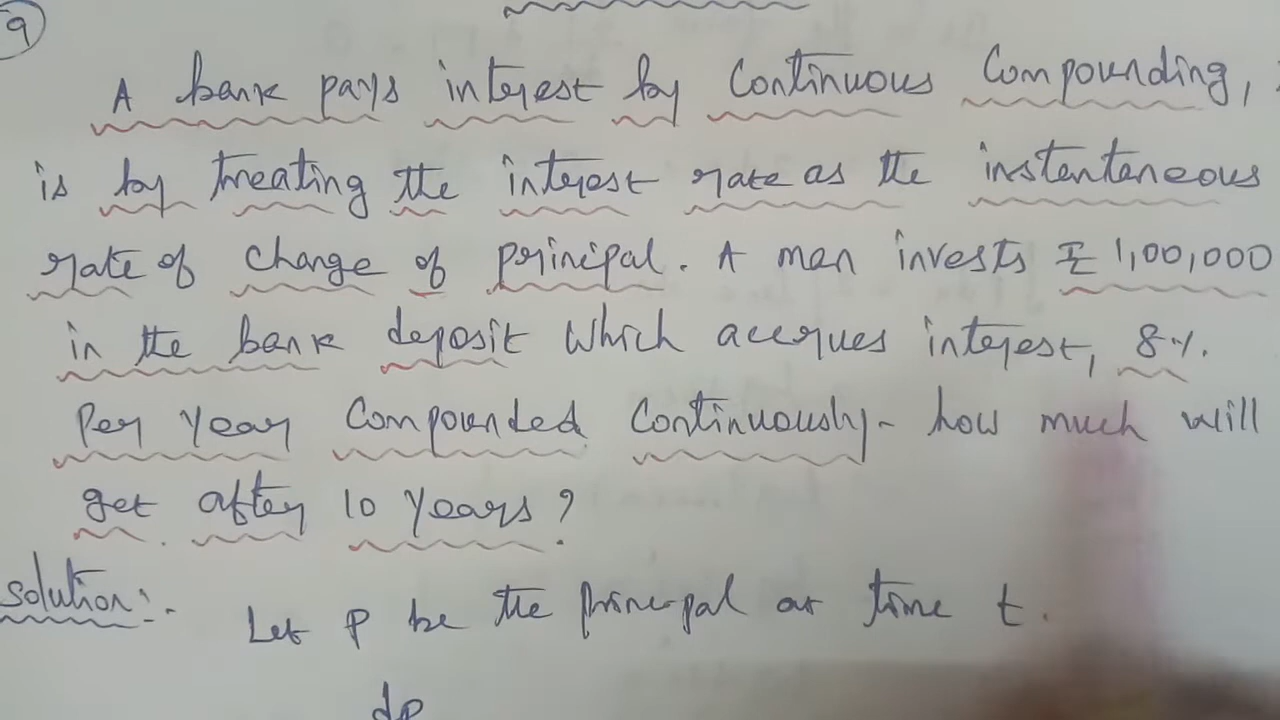 9
A bank pays interest by Continuous Compounding,
is by treating the interest rate as the instenteneous
rate of change of prinipal. A man invests ₹ 1,00,000
in the bank deposit which accrues interest, 8%.
Per Year Compounded Continuously - how much will
get after 10 years?
Solution:-
Let P be the principal at time t.
dp